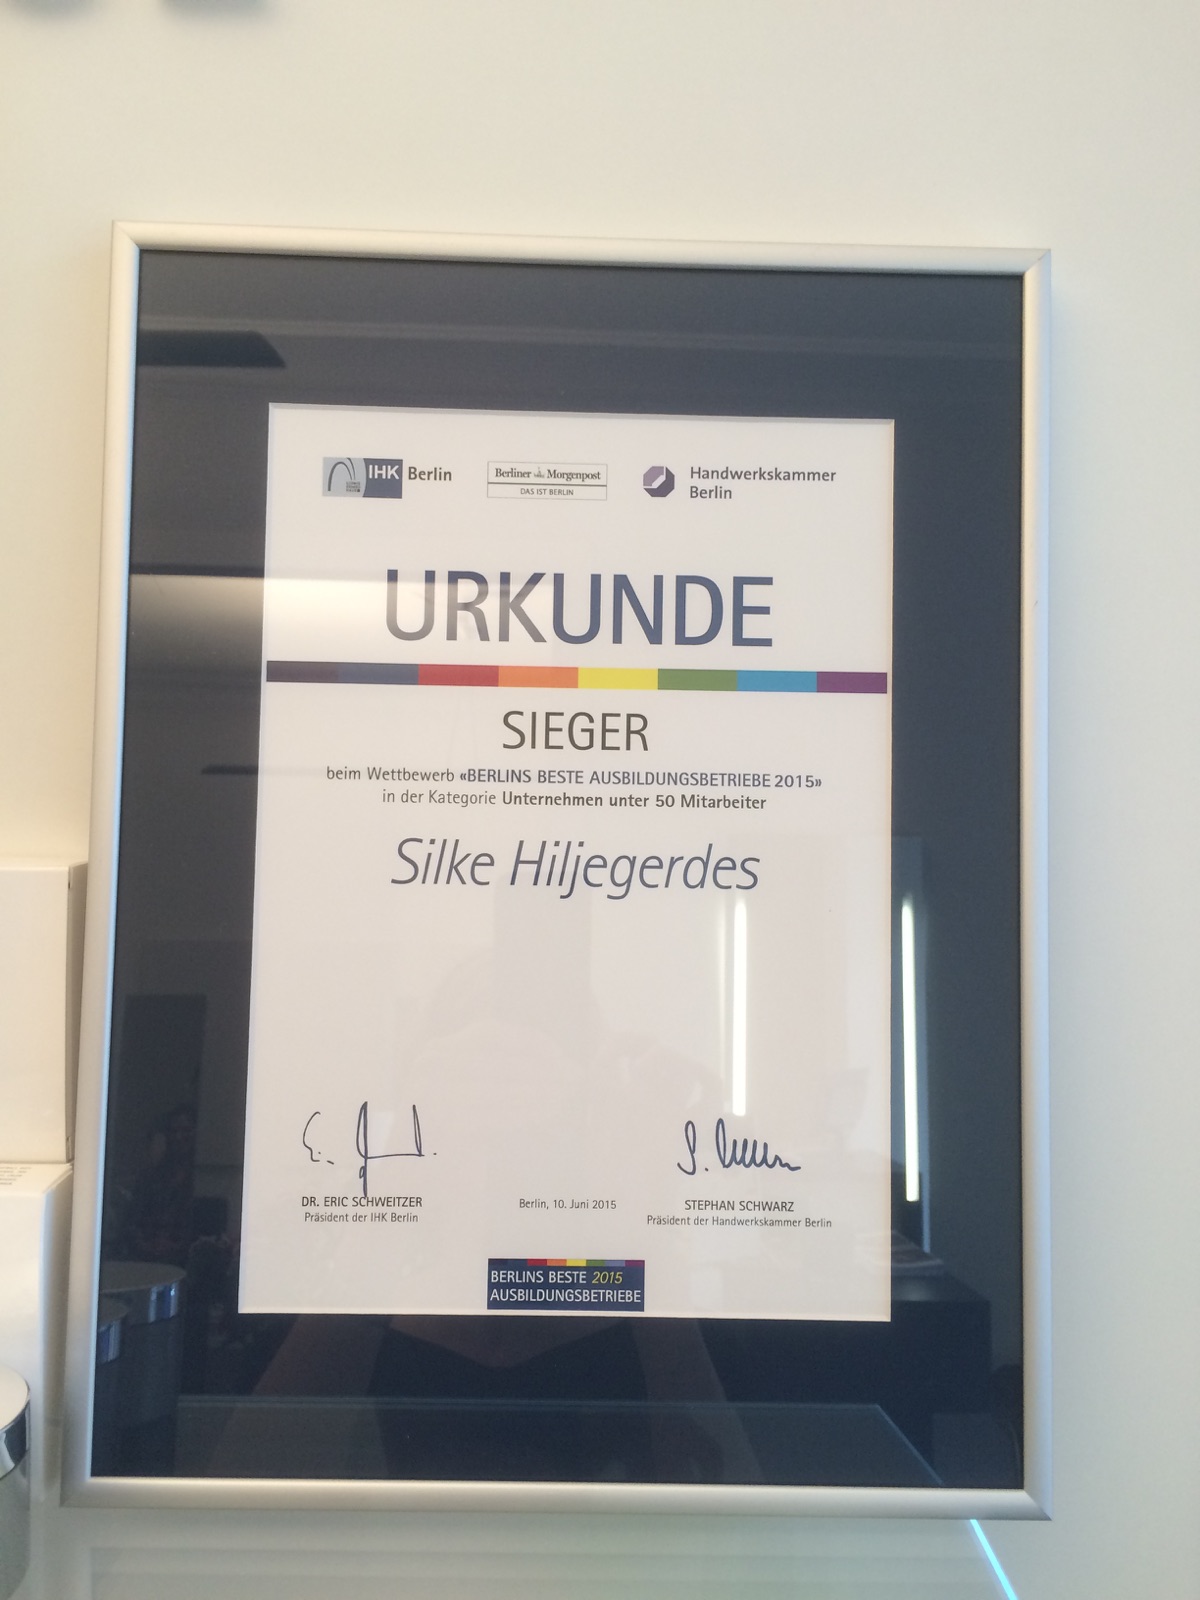 IHK Berlin
Berliner Morgenpost
DAS IST BERLIN
Handwerkskammer
Berlin
URKUNDE
SIEGER
beim Wettbewerb «BERLINS BESTE AUSBILDUNGSBETRIEBE 2015»
in der Kategorie Unternehmen unter 50 Mitarbeiter
Silke Hiljegerdes
DR. ERIC SCHWEITZER
Präsident der IHK Berlin
Berlin, 10. Juni 2015
STEPHAN SCHWARZ
Präsident der Handwerkskammer Berlin
BERLINS BESTE 2015
AUSBILDUNGSBETRIEBE